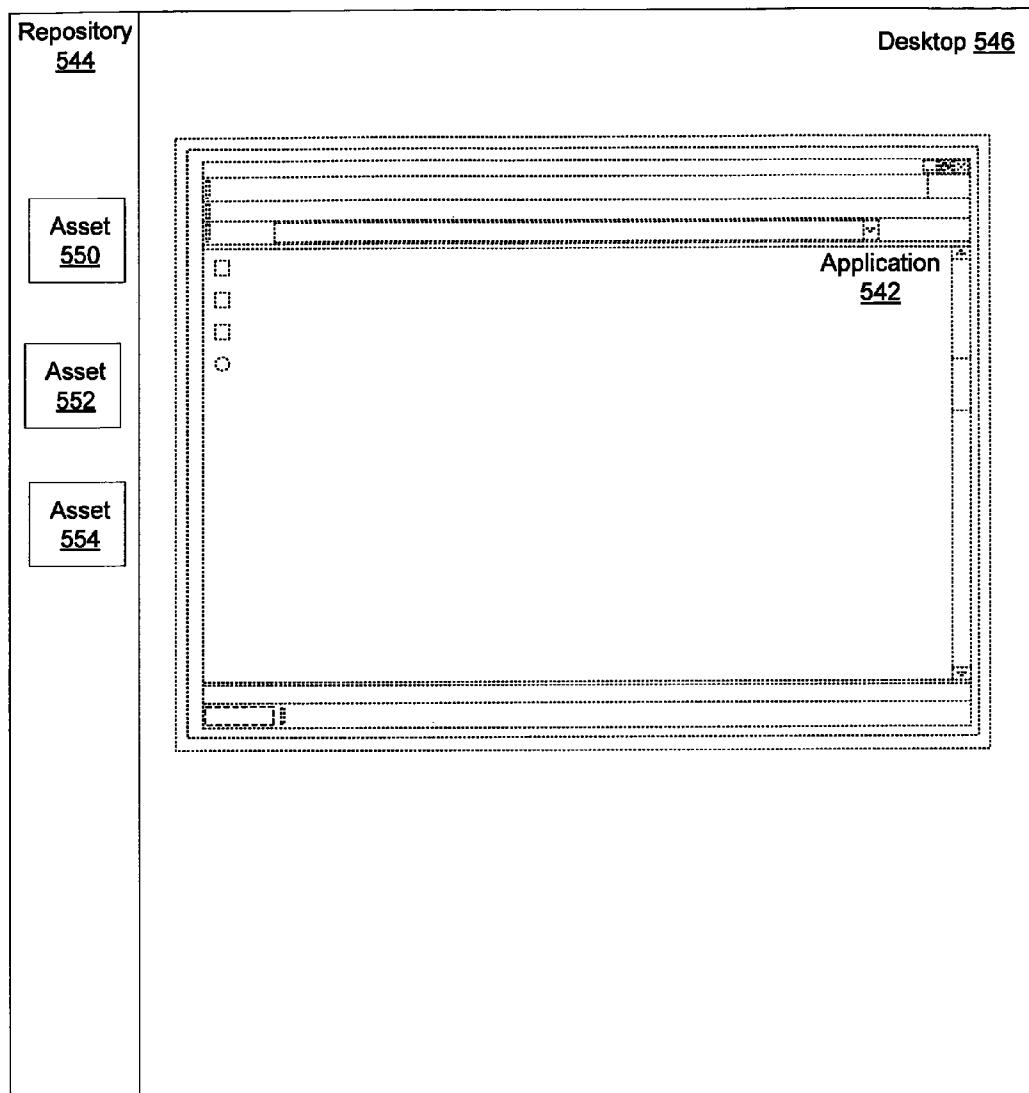 Repository
544
Desktop 546
Asset
550
Application
542
Asset
552
Asset
554